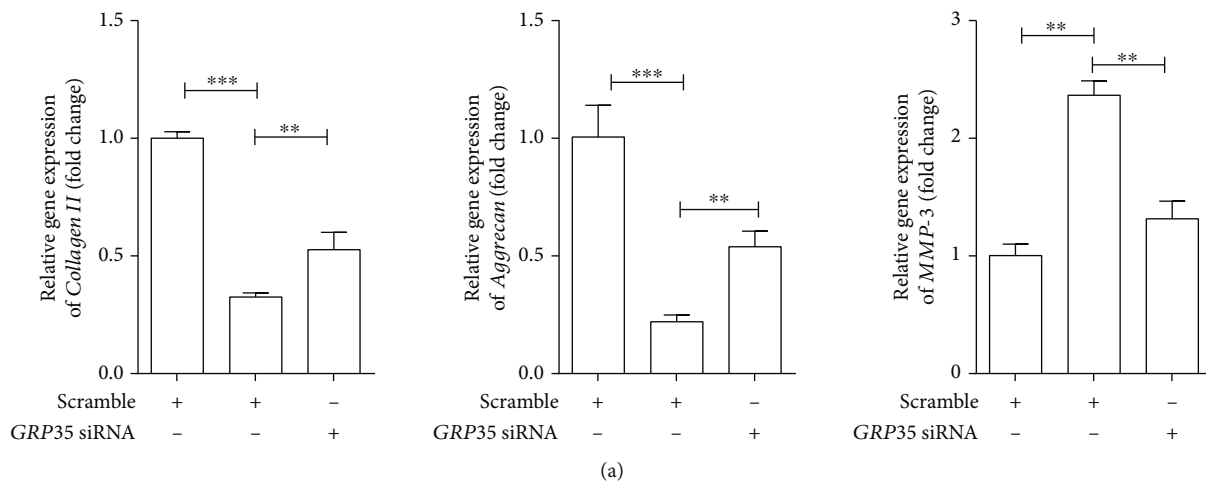 Relative gene expression
of Collagen II (fold change)
1.5
1.0
0.5
0.0
***
**
Scramble + + –
GRP35 siRNA – – +
Relative gene expression
of Aggrecan (fold change)
1.5
1.0
0.5
0.0
***
**
Scramble + + –
GRP35 siRNA – – +
Relative gene expression
of MMP-3 (fold change)
3
2
1
0
**
**
Scramble + + –
GRP35 siRNA – – +
(a)